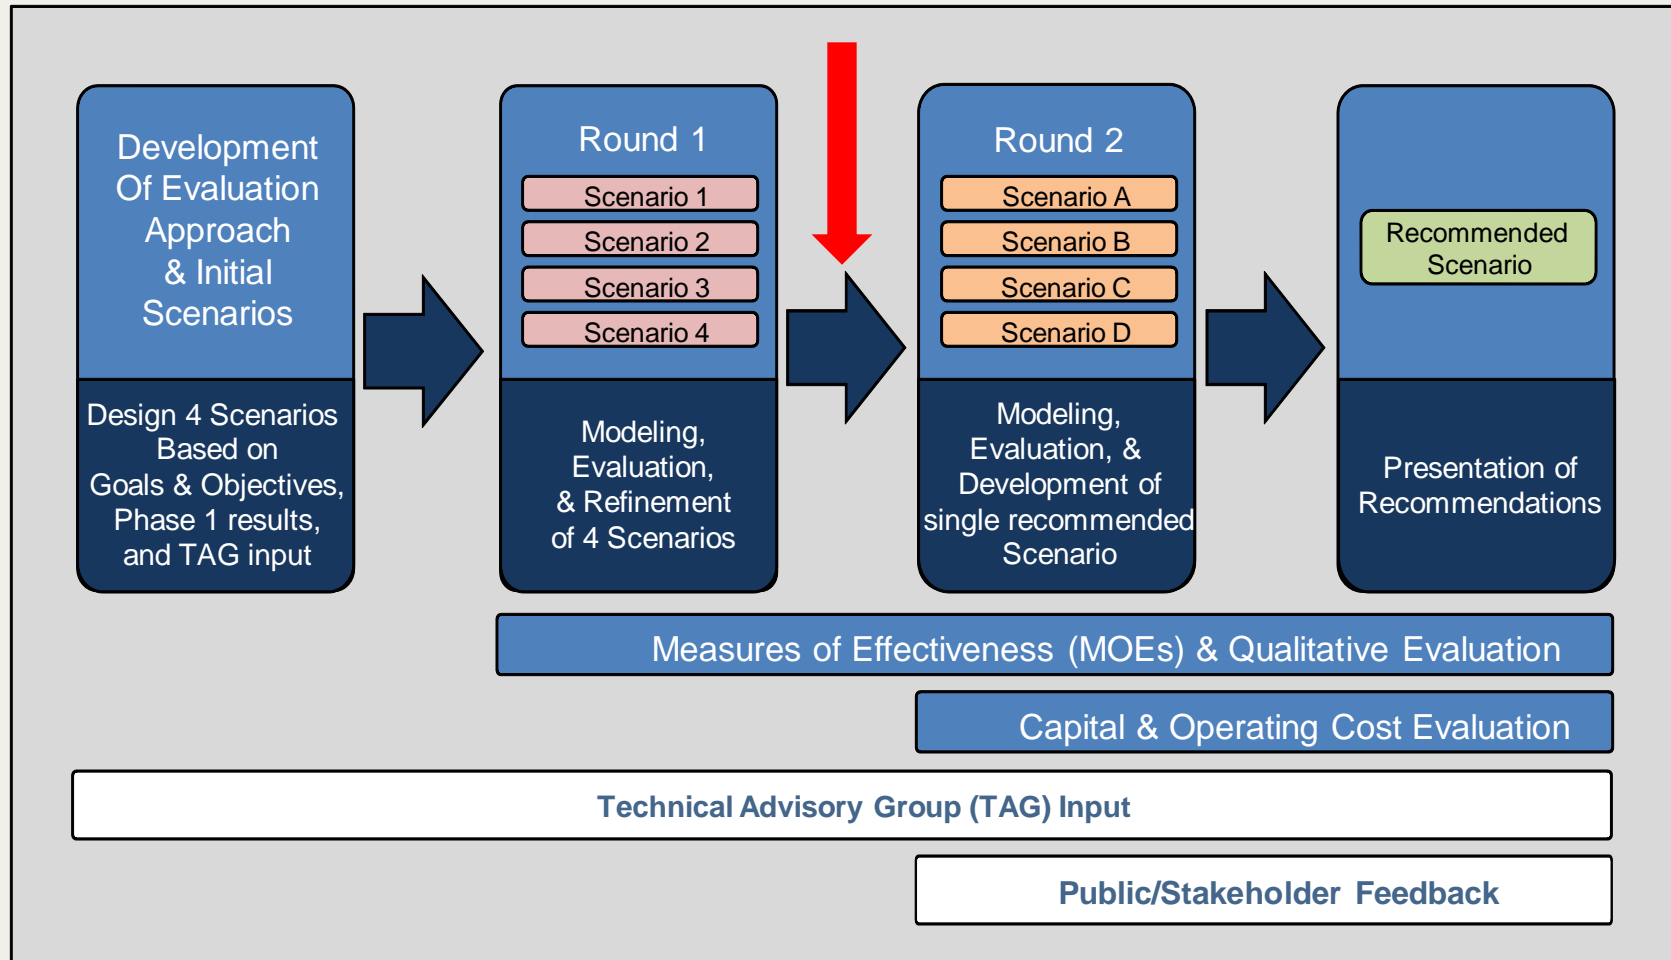 Development
Of Evaluation
Approach
& Initial
Scenarios
Design 4 Scenarios
Based on
Goals & Objectives,
Phase 1 results,
and TAG input
Round 1
Scenario 1
Scenario 2
Scenario 3
Scenario 4
Modeling,
Evaluation,
& Refinement
of 4 Scenarios
Round 2
Scenario A
Scenario B
Scenario C
Scenario D
Modeling,
Evaluation, &
Development of
single recommended
Scenario
Recommended
Scenario
Presentation of
Recommendations
Measures of Effectiveness (MOEs) & Qualitative Evaluation
Capital & Operating Cost Evaluation
Technical Advisory Group (TAG) Input
Public/Stakeholder Feedback